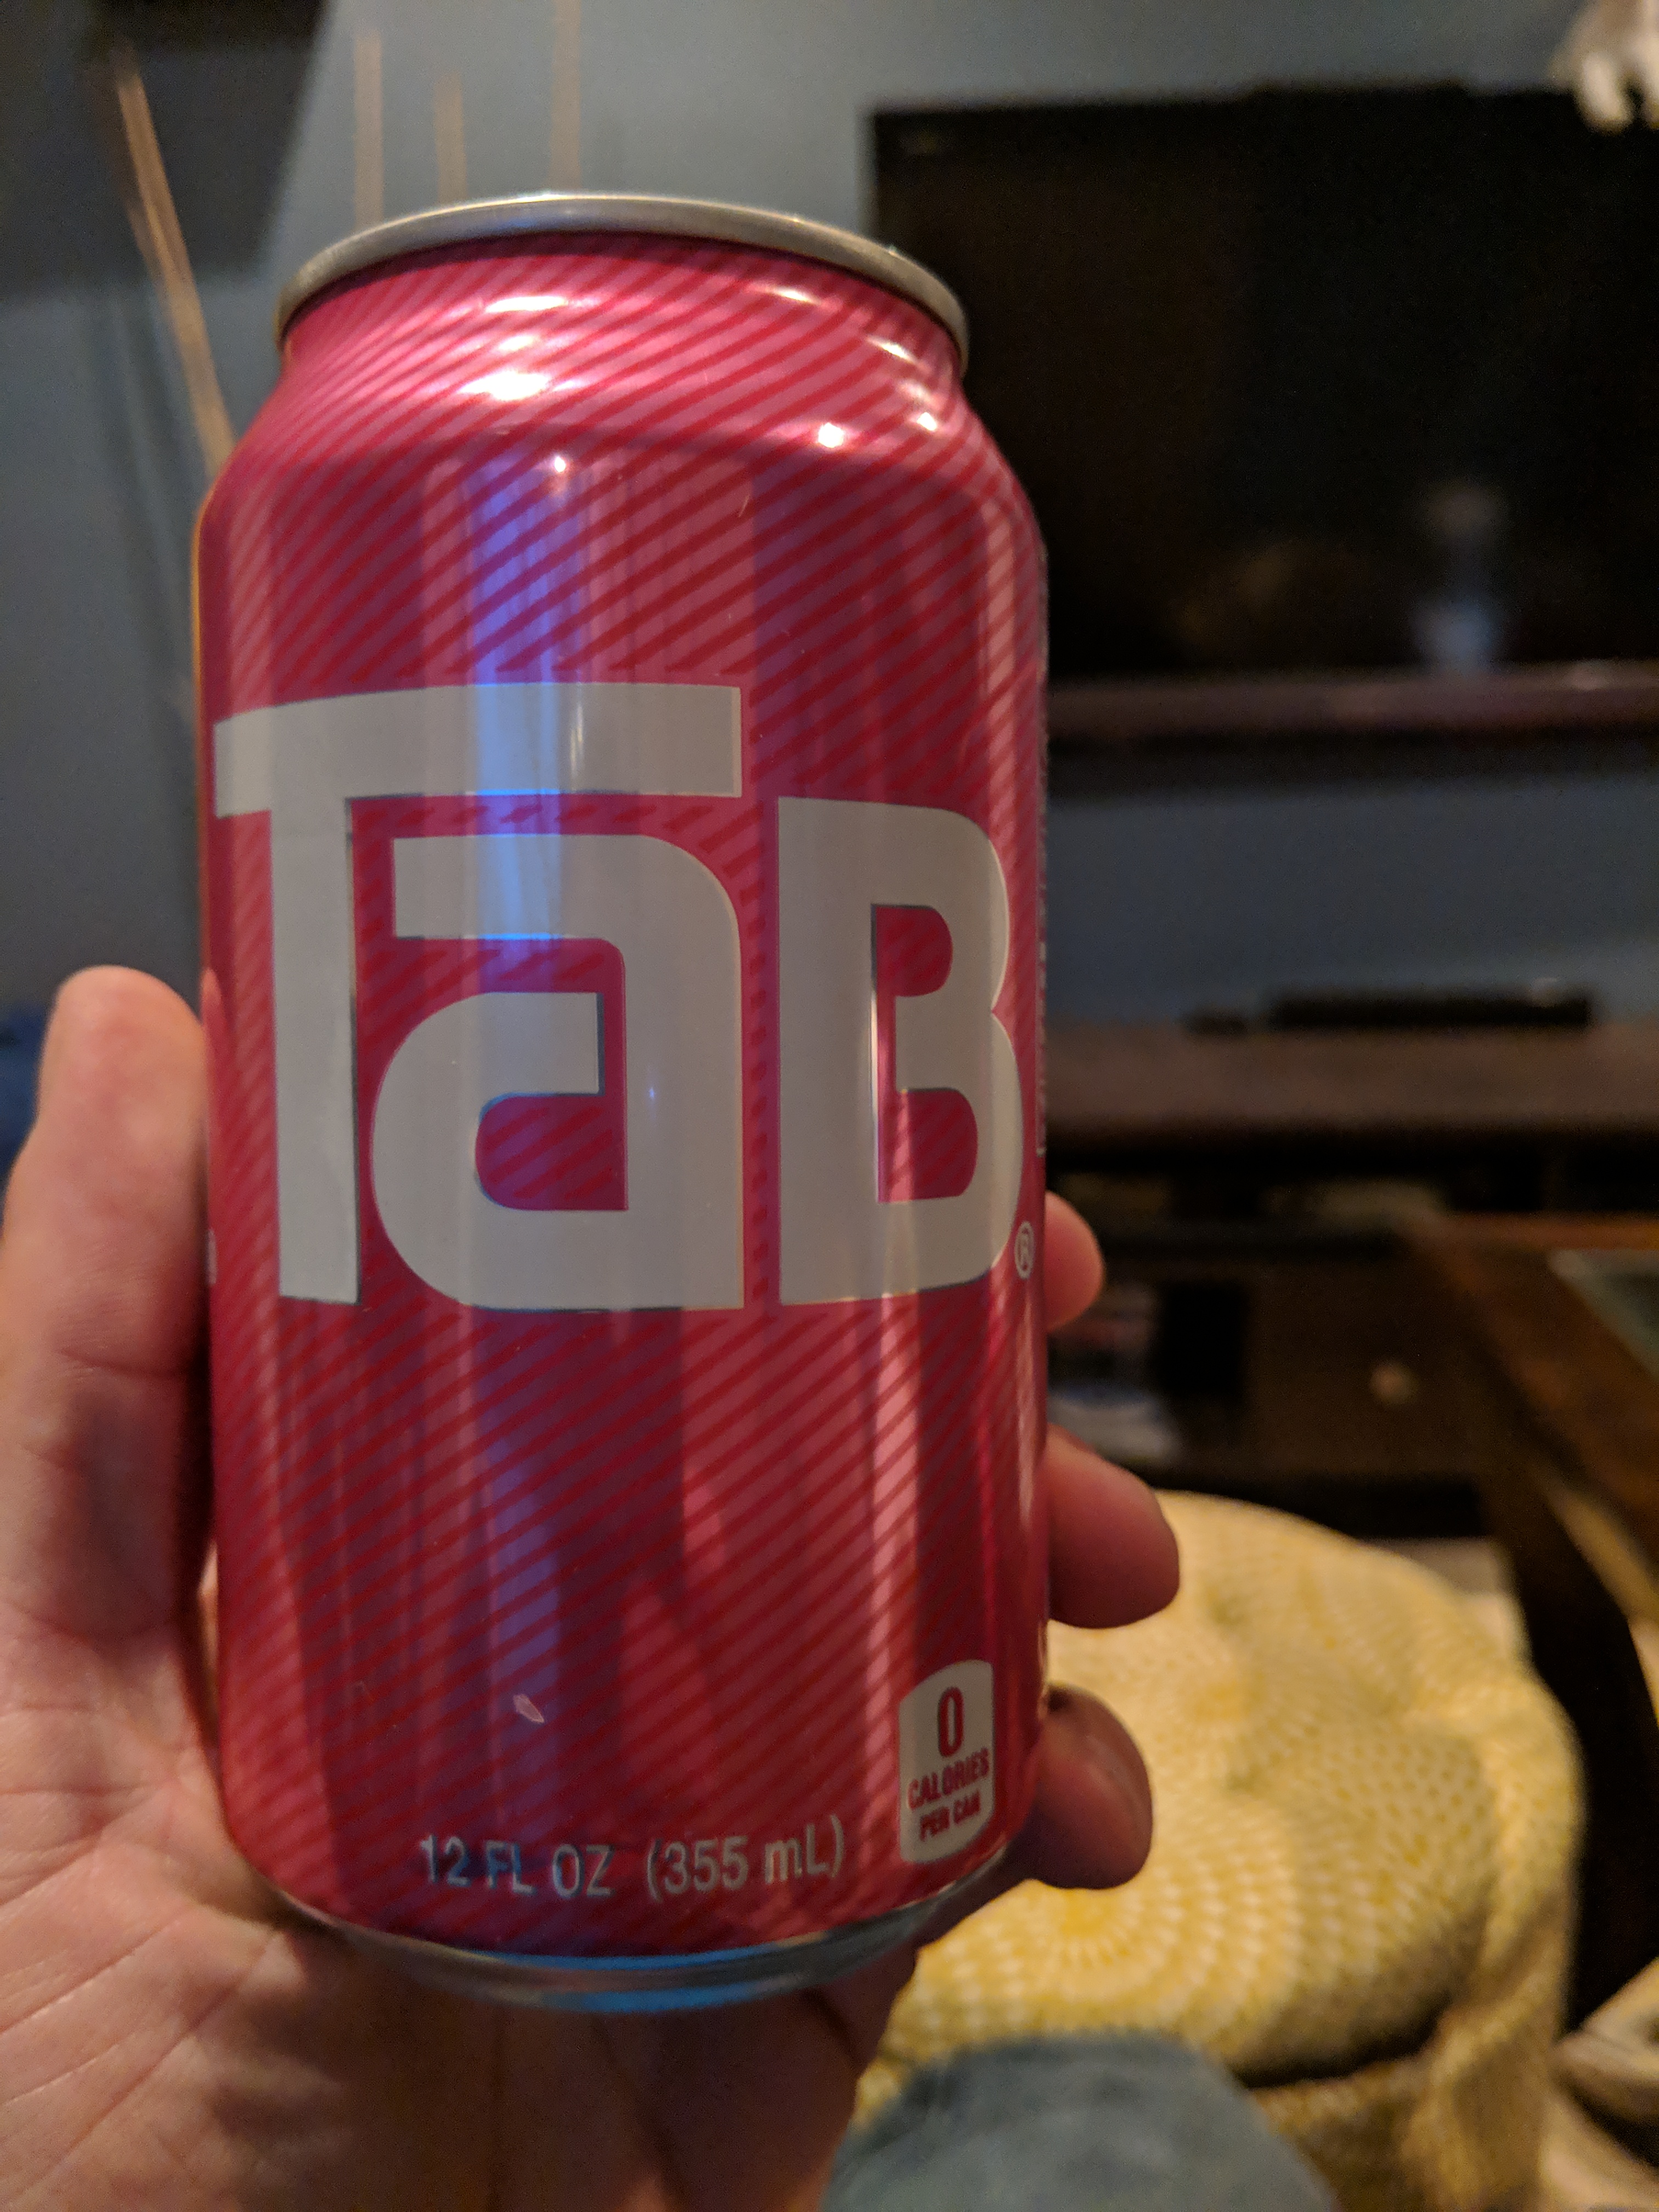 TaB®
0
CALORIES
PER CAN
12 FL OZ (355 mL)